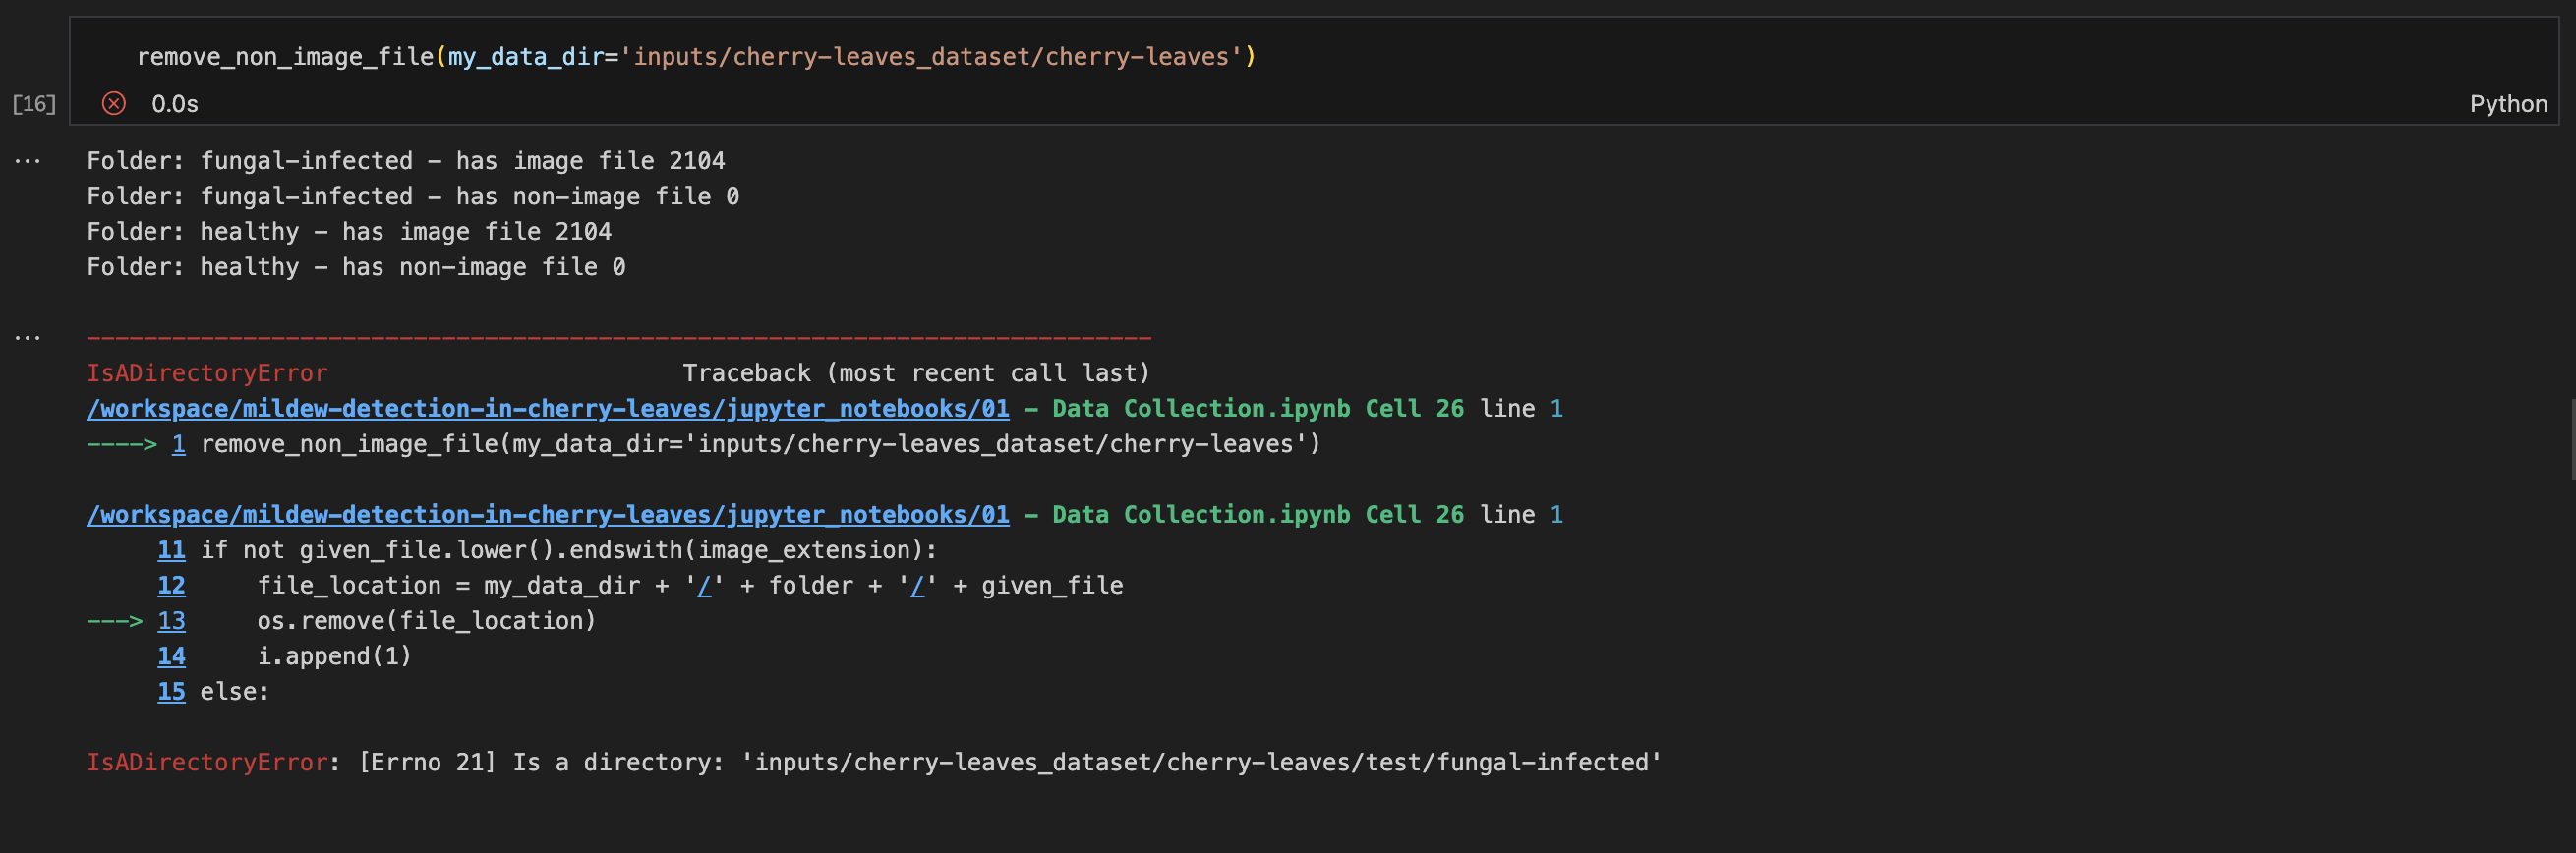 remove_non_image_file(my_data_dir='inputs/cherry-leaves_dataset/cherry-leaves')
[16] 0.0s Python
... Folder: fungal-infected - has image file 2104
Folder: fungal-infected - has non-image file 0
Folder: healthy - has image file 2104
Folder: healthy - has non-image file 0
... ---------------------------------------------------------------------------
IsADirectoryError                         Traceback (most recent call last)
/workspace/mildew-detection-in-cherry-leaves/jupyter_notebooks/01 - Data Collection.ipynb Cell 26 line 1
----> 1 remove_non_image_file(my_data_dir='inputs/cherry-leaves_dataset/cherry-leaves')
/workspace/mildew-detection-in-cherry-leaves/jupyter_notebooks/01 - Data Collection.ipynb Cell 26 line 1
     11 if not given_file.lower().endswith(image_extension):
     12     file_location = my_data_dir + '/' + folder + '/' + given_file
---> 13     os.remove(file_location)
     14     i.append(1)
     15 else:
IsADirectoryError: [Errno 21] Is a directory: 'inputs/cherry-leaves_dataset/cherry-leaves/test/fungal-infected'